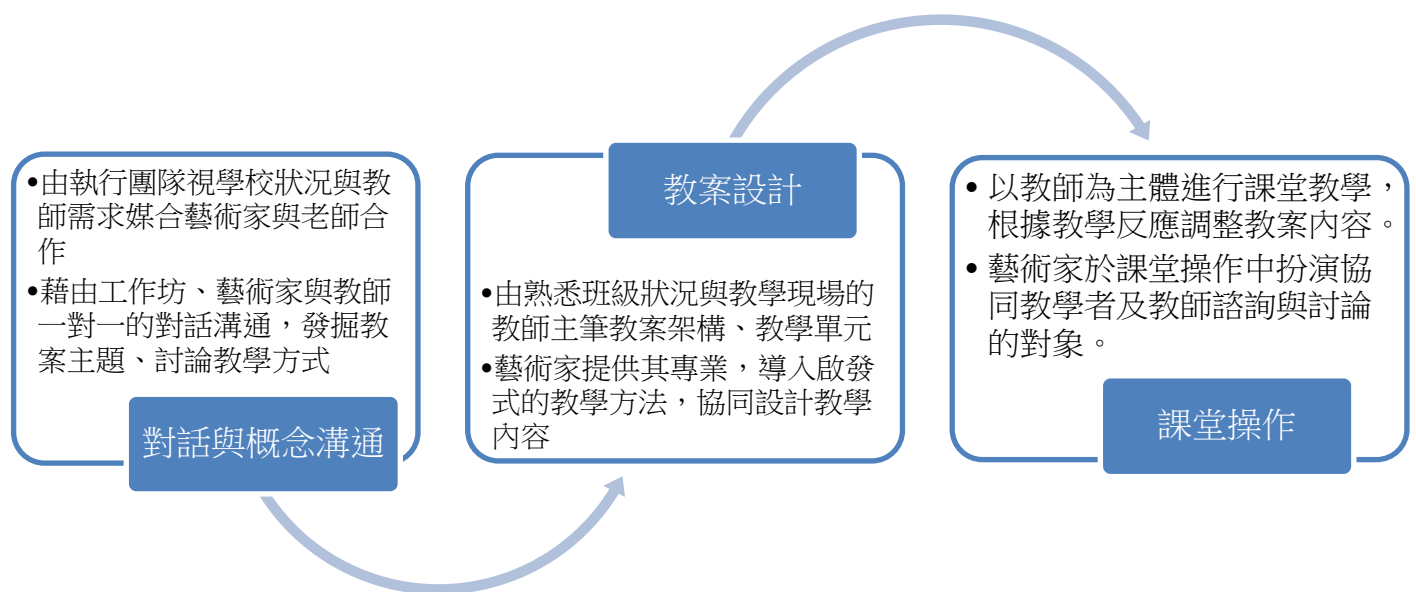 •由執行團隊視學校狀況與教
師需求媒合藝術家與老師合
作
•藉由工作坊、藝術家與教師
一對一的對話溝通，發掘教
案主題、討論教學方式
對話與概念溝通
教案設計
•由熟悉班級狀況與教學現場的
教師主筆教案架構、教學單元
•藝術家提供其專業，導入啟發
式的教學方法，協同設計教學
內容
• 以教師為主體進行課堂教學，
根據教學反應調整教案內容。
• 藝術家於課堂操作中扮演協
同教學者及教師諮詢與討論
的對象。
課堂操作